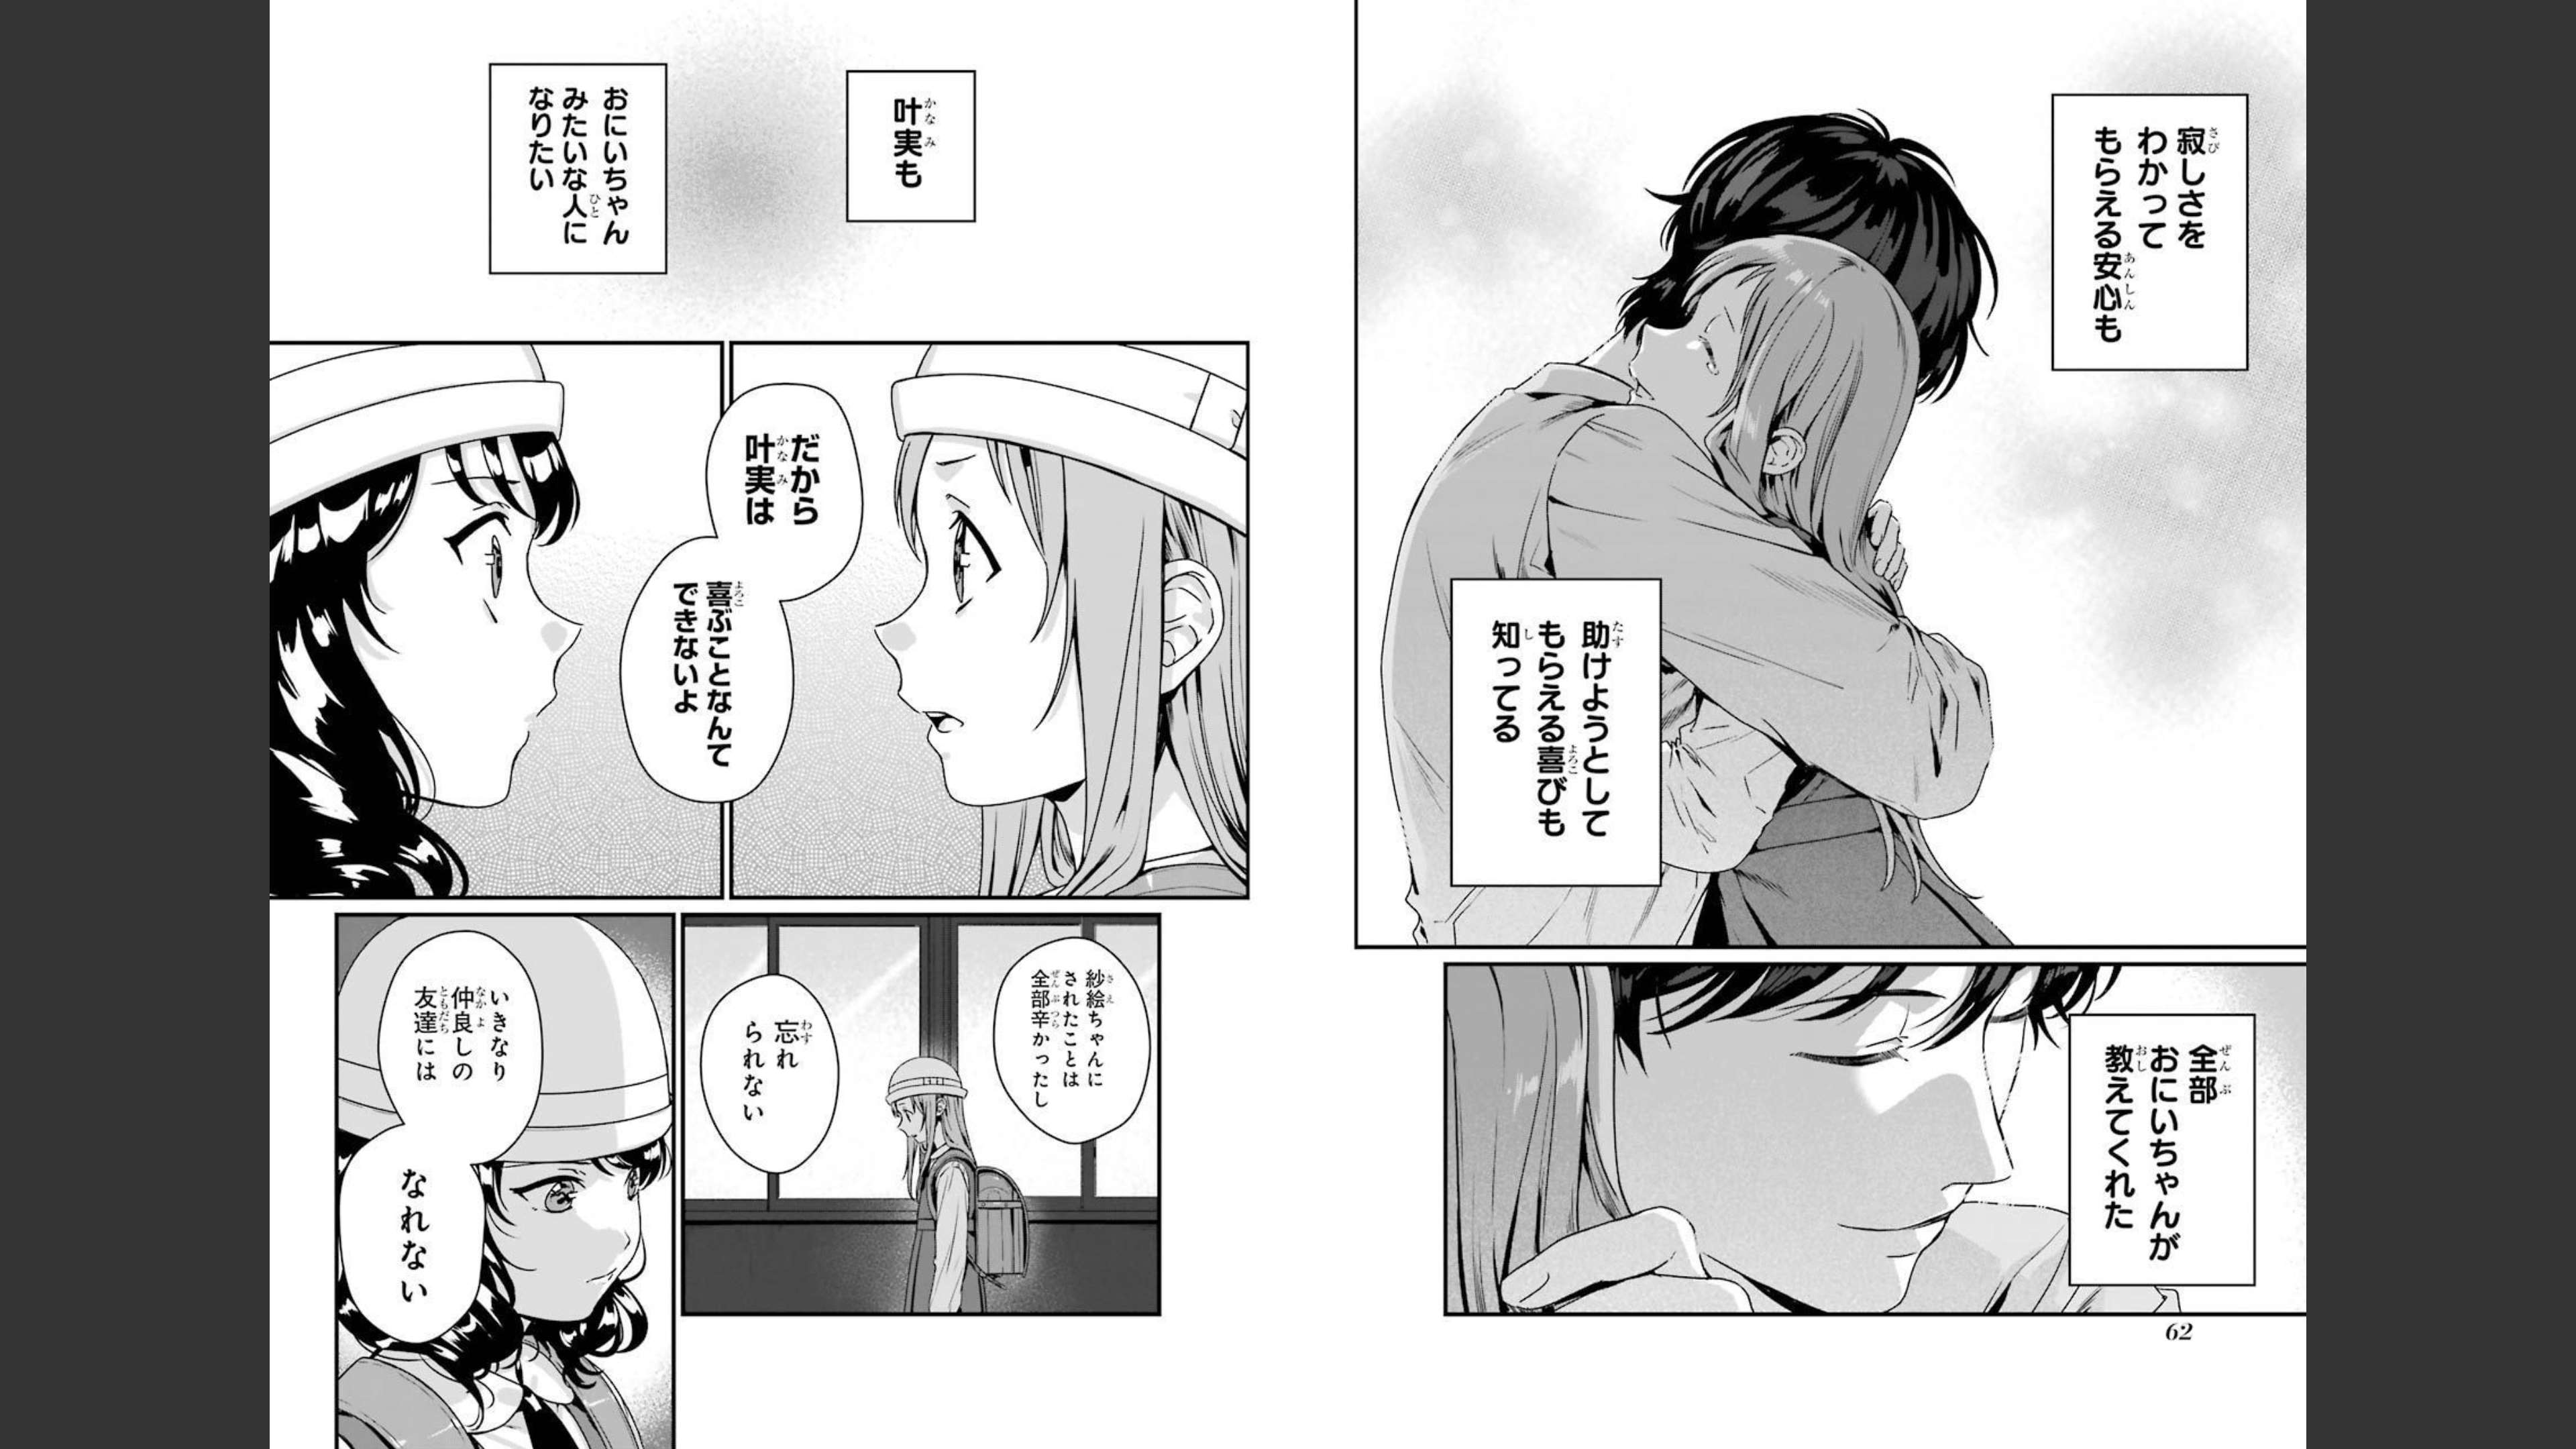 寂しさを
わかって
もらえる安心も
助けようとして
もらえる喜びも
知ってる
全部
おにいちゃんが
教えてくれた
62
叶実も
おにいちゃん
みたいな人に
なりたい
だから
叶実は
喜ぶことなんて
できないよ
紗絵ちゃんに
されたことは
全部辛かったし
忘れ
られない
いきなり
仲良しの
友達には
なれない